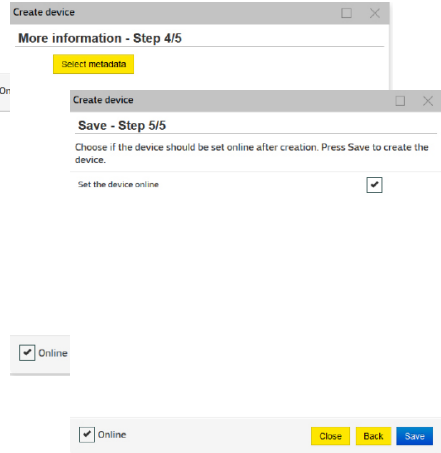 Create device
More information - Step 4/5
Select metadata
On
Create device
Save - Step 5/5
Choose if the device should be set online after creation. Press Save to create the
device.
Set the device online
Online
Online
Close Back Save